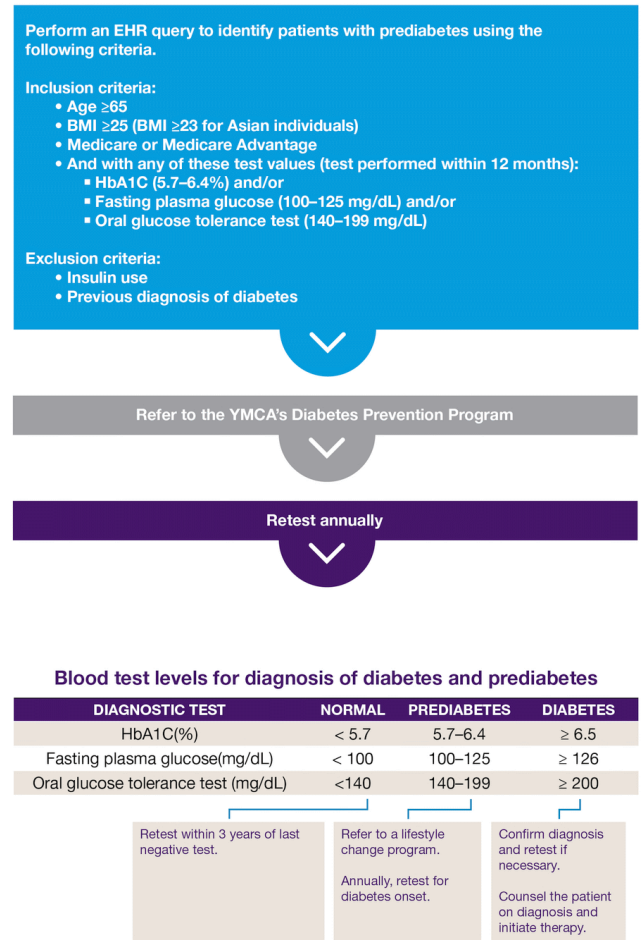 Perform an EHR query to identify patients with prediabetes using the
following criteria.
Inclusion criteria:
• Age ≥65
• BMI ≥25 (BMI ≥23 for Asian individuals)
• Medicare or Medicare Advantage
• And with any of these test values (test performed within 12 months):
▪ HbA1C (5.7–6.4%) and/or
▪ Fasting plasma glucose (100–125 mg/dL) and/or
▪ Oral glucose tolerance test (140–199 mg/dL)
Exclusion criteria:
• Insulin use
• Previous diagnosis of diabetes
Refer to the YMCA's Diabetes Prevention Program
Retest annually
Blood test levels for diagnosis of diabetes and prediabetes
DIAGNOSTIC TEST NORMAL PREDIABETES DIABETES
HbA1C(%) < 5.7 5.7–6.4 ≥ 6.5
Fasting plasma glucose(mg/dL) < 100 100–125 ≥ 126
Oral glucose tolerance test (mg/dL) <140 140–199 ≥ 200
Retest within 3 years of last
negative test.
Refer to a lifestyle
change program.
Annually, retest for
diabetes onset.
Confirm diagnosis
and retest if
necessary.
Counsel the patient
on diagnosis and
initiate therapy.